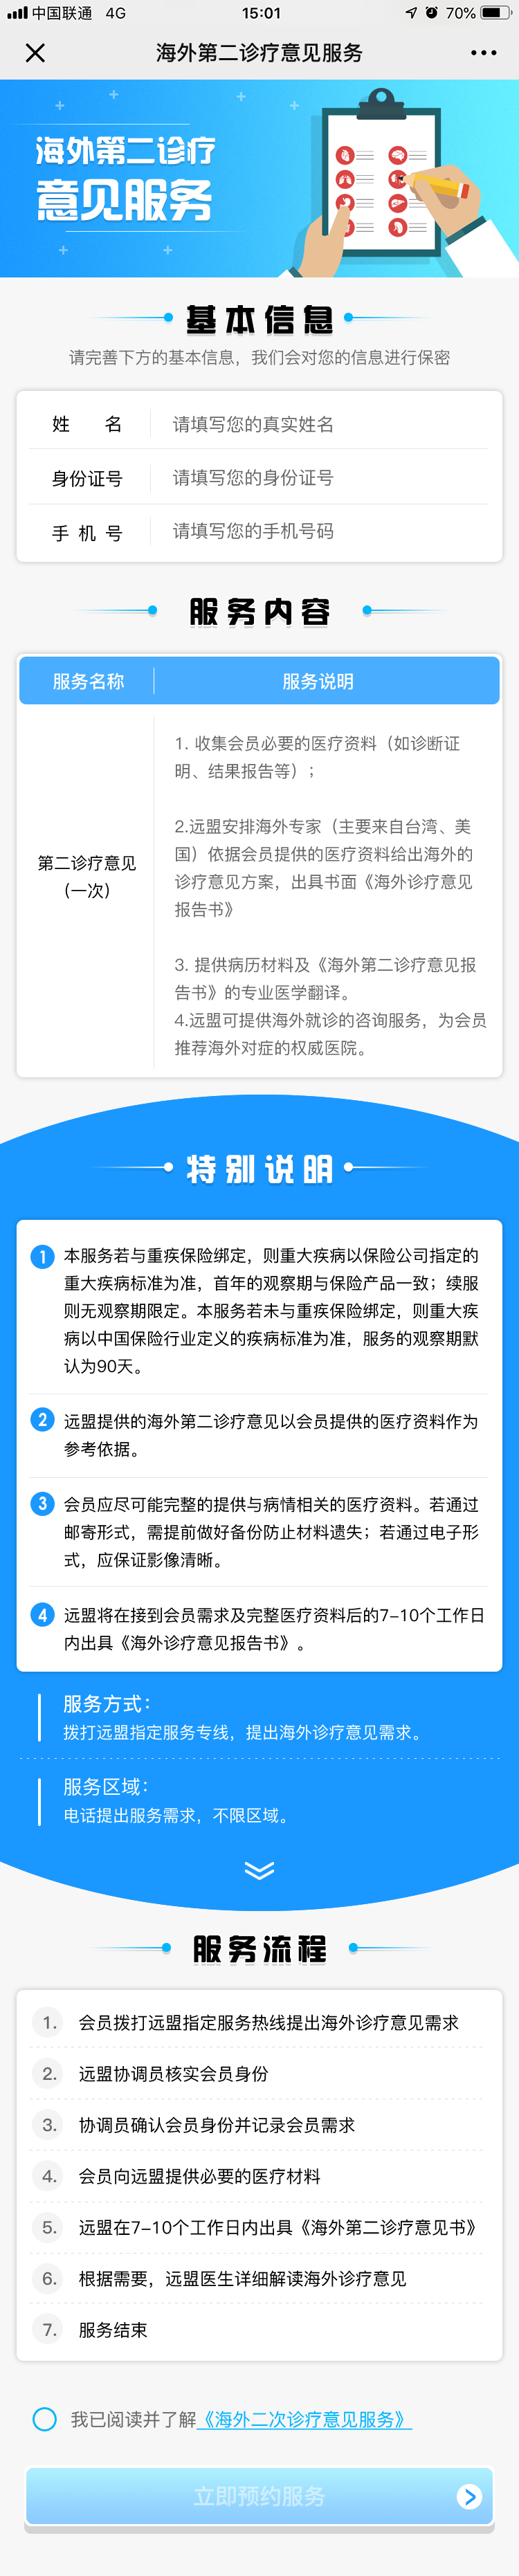 中国联通 4G 15:01 70%
海外第二诊疗意见服务
海外第二诊疗
意见服务
基本信息
请完善下方的基本信息，我们会对您的信息进行保密
姓 名 请填写您的真实姓名
身份证号 请填写您的身份证号
手 机 号 请填写您的手机号码
服务内容
服务名称 服务说明
第二诊疗意见
（一次）
1. 收集会员必要的医疗资料（如诊断证
明、结果报告等）；
2.远盟安排海外专家（主要来自台湾、美
国）依据会员提供的医疗资料给出海外的
诊疗意见方案，出具书面《海外诊疗意见
报告书》
3. 提供病历材料及《海外第二诊疗意见报
告书》的专业医学翻译。
4.远盟可提供海外就诊的咨询服务，为会员
推荐海外对症的权威医院。
特别说明
1 本服务若与重疾保险绑定，则重大疾病以保险公司指定的
重大疾病标准为准，首年的观察期与保险产品一致；续服
则无观察期限定。本服务若未与重疾保险绑定，则重大疾
病以中国保险行业定义的疾病标准为准，服务的观察期默
认为90天。
2 远盟提供的海外第二诊疗意见以会员提供的医疗资料作为
参考依据。
3 会员应尽可能完整的提供与病情相关的医疗资料。若通过
邮寄形式，需提前做好备份防止材料遗失；若通过电子形
式，应保证影像清晰。
4 远盟将在接到会员需求及完整医疗资料后的7-10个工作日
内出具《海外诊疗意见报告书》。
服务方式：
拨打远盟指定服务专线，提出海外诊疗意见需求。
服务区域：
电话提出服务需求，不限区域。
服务流程
1. 会员拨打远盟指定服务热线提出海外诊疗意见需求
2. 远盟协调员核实会员身份
3. 协调员确认会员身份并记录会员需求
4. 会员向远盟提供必要的医疗材料
5. 远盟在7-10个工作日内出具《海外第二诊疗意见书》
6. 根据需要，远盟医生详细解读海外诊疗意见
7. 服务结束
我已阅读并了解《海外二次诊疗意见服务》
立即预约服务